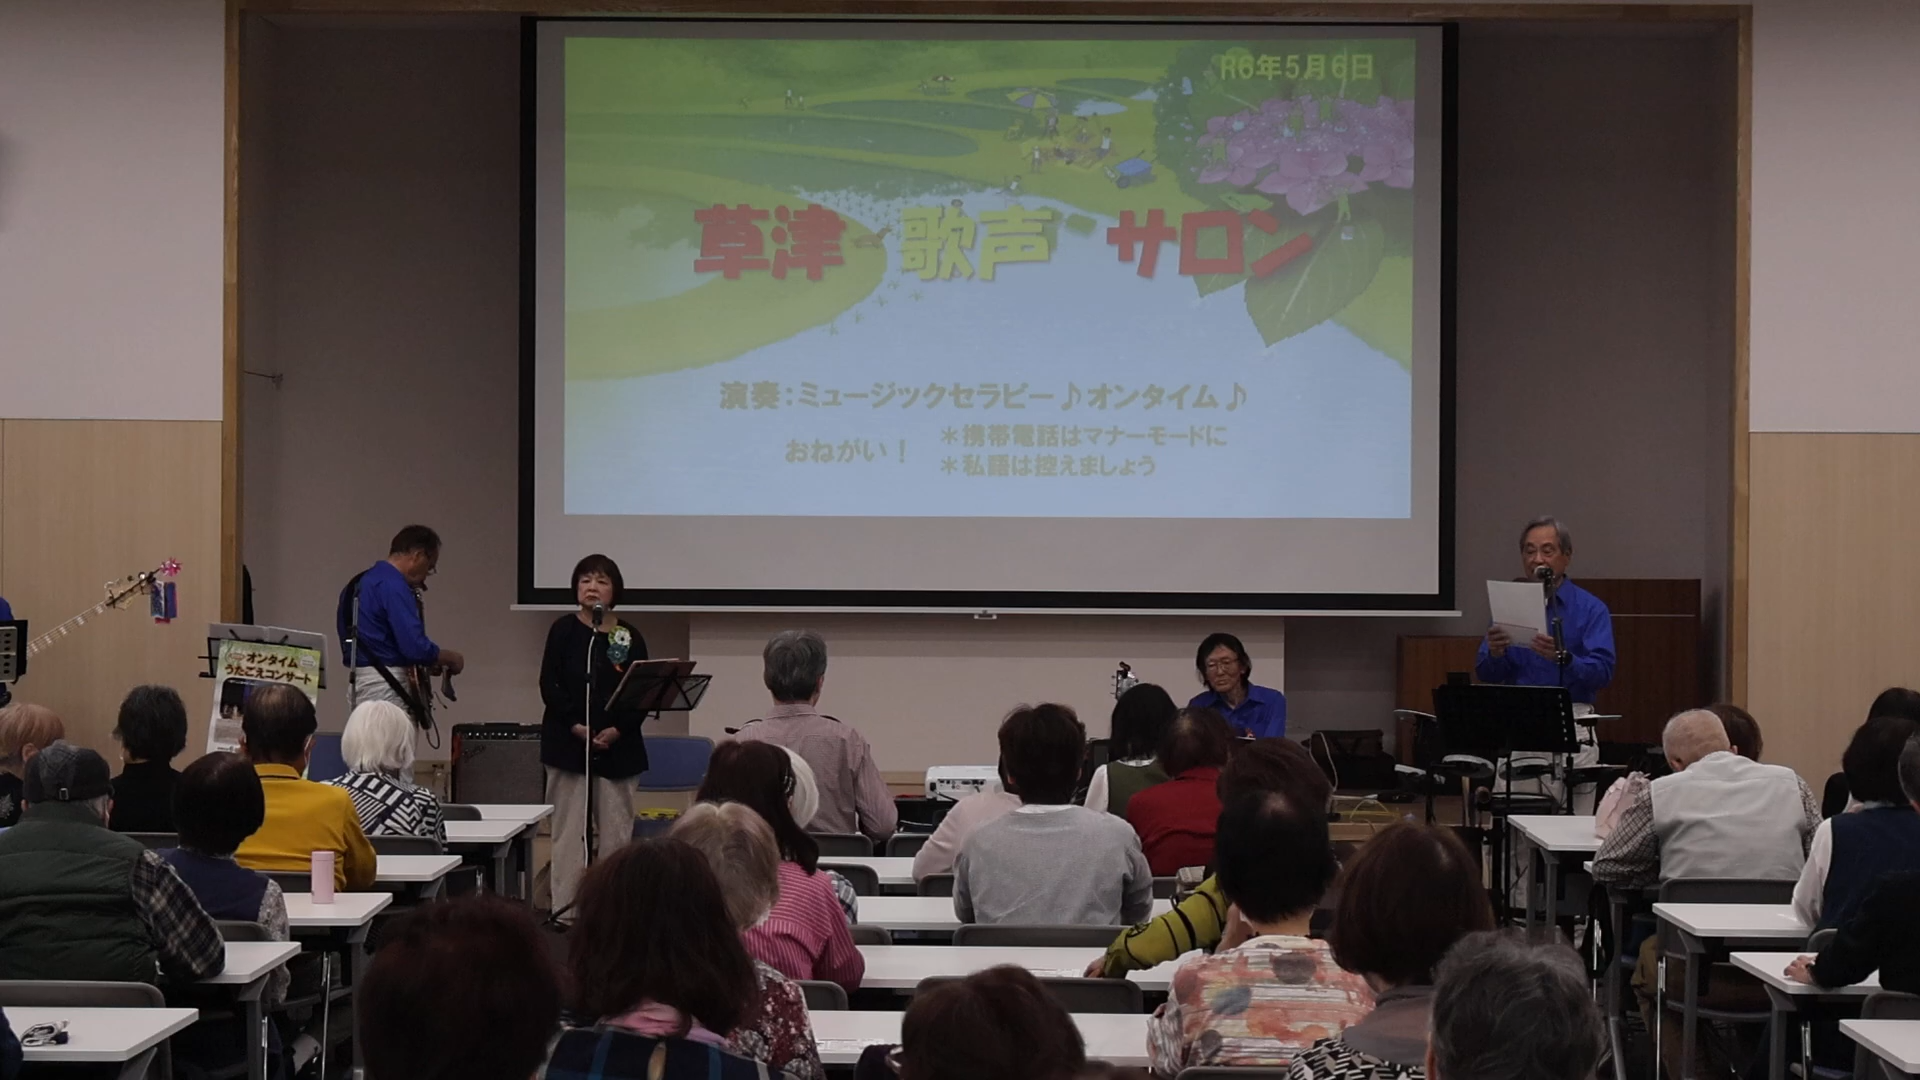 R6年5月6日
草津 歌声 サロン
演奏：ミュージックセラピー♪オンタイム♪
おねがい！
＊携帯電話はマナーモードに
＊私語は控えましょう
オンタイム
うたごえコンサート